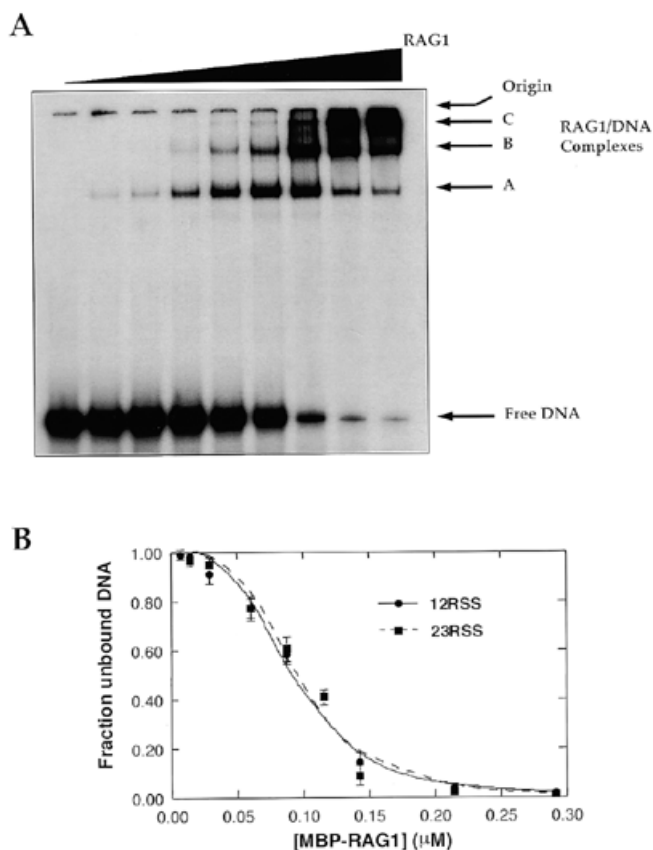 A
RAG1
Origin
C
RAG1/DNA
B
Complexes
A
Free DNA
B
Fraction unbound DNA
1.00
0.80
0.60
0.40
0.20
0.00
12RSS
23RSS
0.00 0.05 0.10 0.15 0.20 0.25 0.30
[MBP-RAG1] (μM)